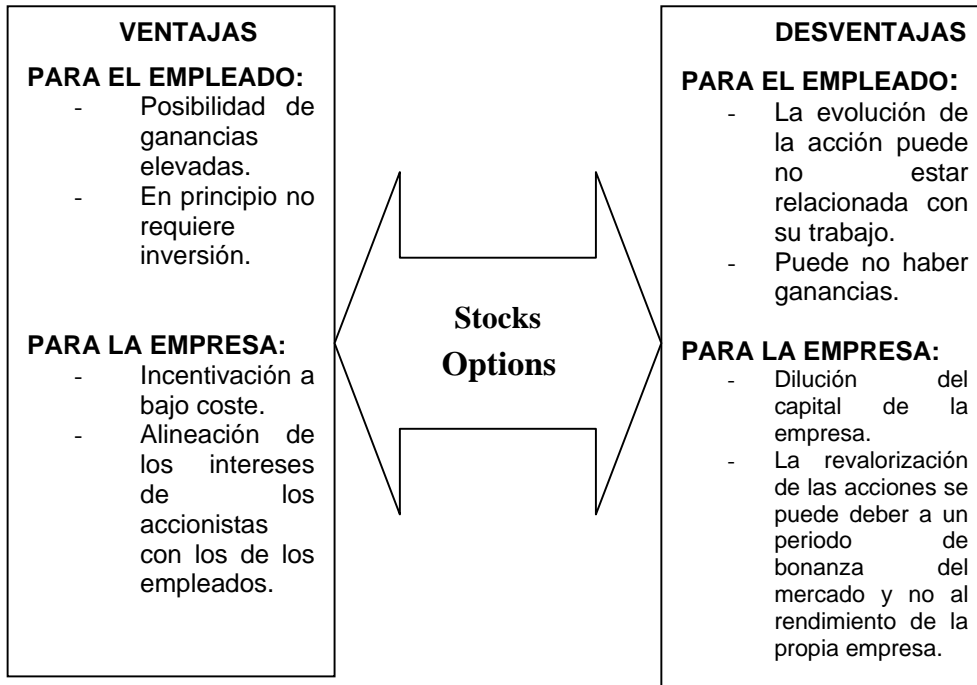 VENTAJAS
PARA EL EMPLEADO:
- Posibilidad de
ganancias
elevadas.
- En principio no
requiere
inversión.
PARA LA EMPRESA:
- Incentivación a
bajo coste.
- Alineación de
los intereses
de los
accionistas
con los de los
empleados.
Stocks
Options
DESVENTAJAS
PARA EL EMPLEADO:
- La evolución de
la acción puede
no estar
relacionada con
su trabajo.
- Puede no haber
ganancias.
PARA LA EMPRESA:
- Dilución del
capital de la
empresa.
- La revalorización
de las acciones se
puede deber a un
periodo de
bonanza del
mercado y no al
rendimiento de la
propia empresa.